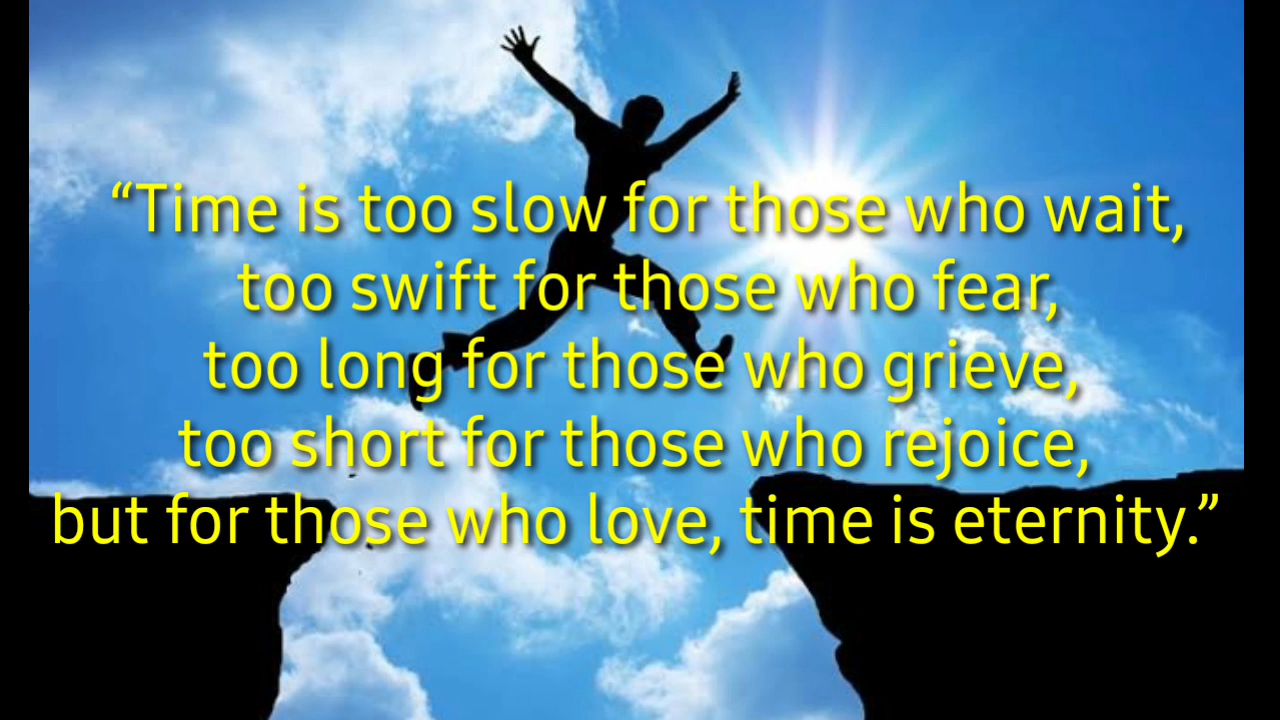 “Time is too slow for those who wait,
too swift for those who fear,
too long for those who grieve,
too short for those who rejoice,
but for those who love, time is eternity.”